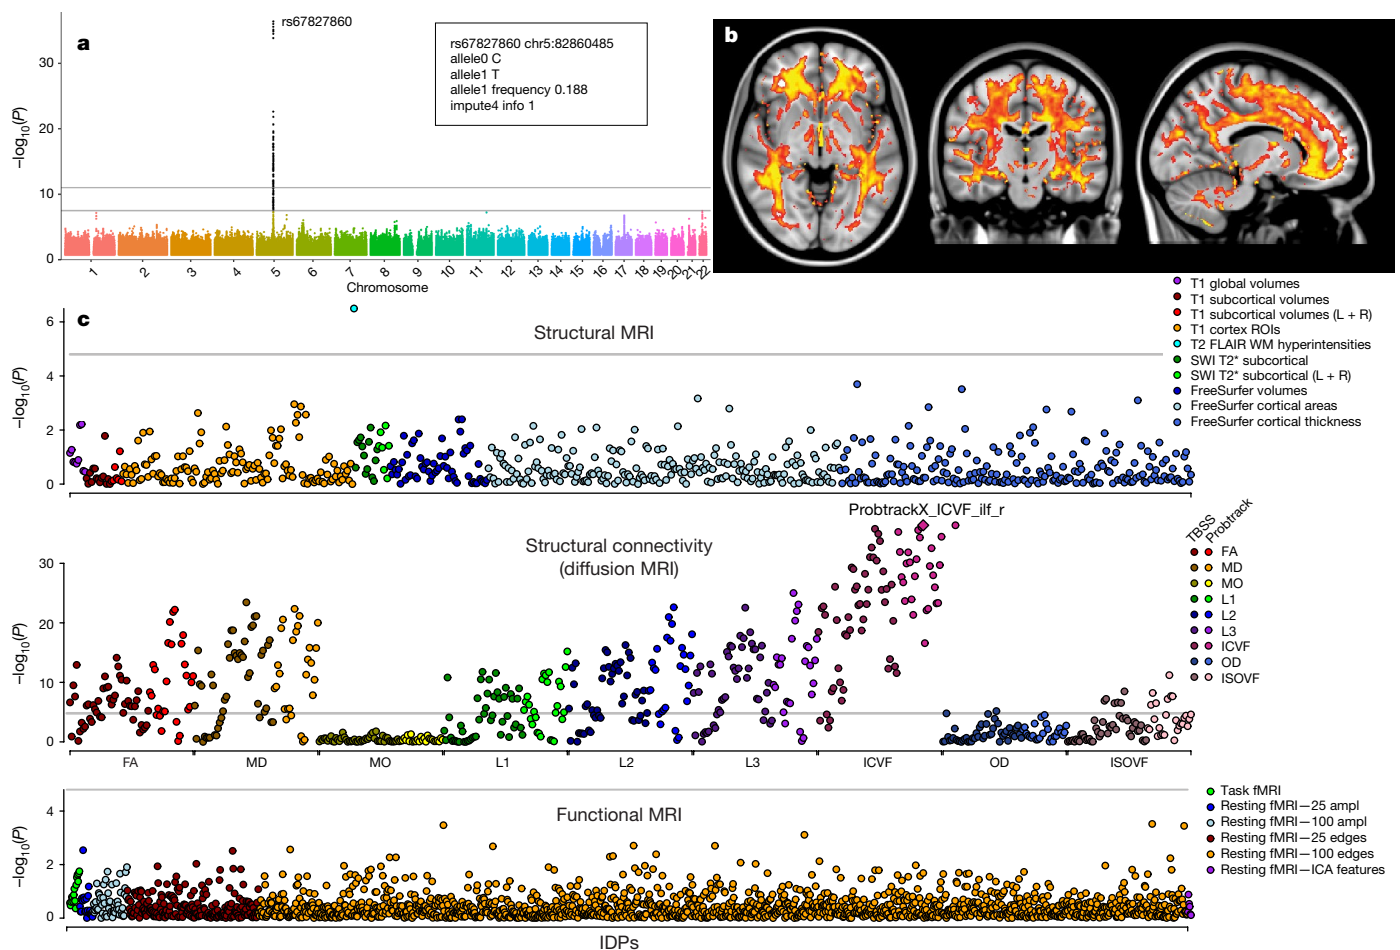 a
rs67827860
rs67827860 chr5:82860485
allele0 C
allele1 T
allele1 frequency 0.188
impute4 info 1
–log10(P)
30
20
10
0
1 2 3 4 5 6 7 8 9 10 11 12 13 14 15 16 17 18 19 20 21 22
Chromosome
b
c
Structural MRI
–log10(P)
6
4
2
0
T1 global volumes
T1 subcortical volumes
T1 subcortical volumes (L + R)
T1 cortex ROIs
T2 FLAIR WM hyperintensities
SWI T2* subcortical
SWI T2* subcortical (L + R)
FreeSurfer volumes
FreeSurfer cortical areas
FreeSurfer cortical thickness
ProbtrackX_ICVF_ilf_r
Structural connectivity
(diffusion MRI)
–log10(P)
30
20
10
0
FA MD MO L1 L2 L3 ICVF OD ISOVF
TBSS
Probtrack
FA
MD
MO
L1
L2
L3
ICVF
OD
ISOVF
Functional MRI
–log10(P)
4
2
0
Task fMRI
Resting fMRI—25 ampl
Resting fMRI—100 ampl
Resting fMRI—25 edges
Resting fMRI—100 edges
Resting fMRI—ICA features
IDPs